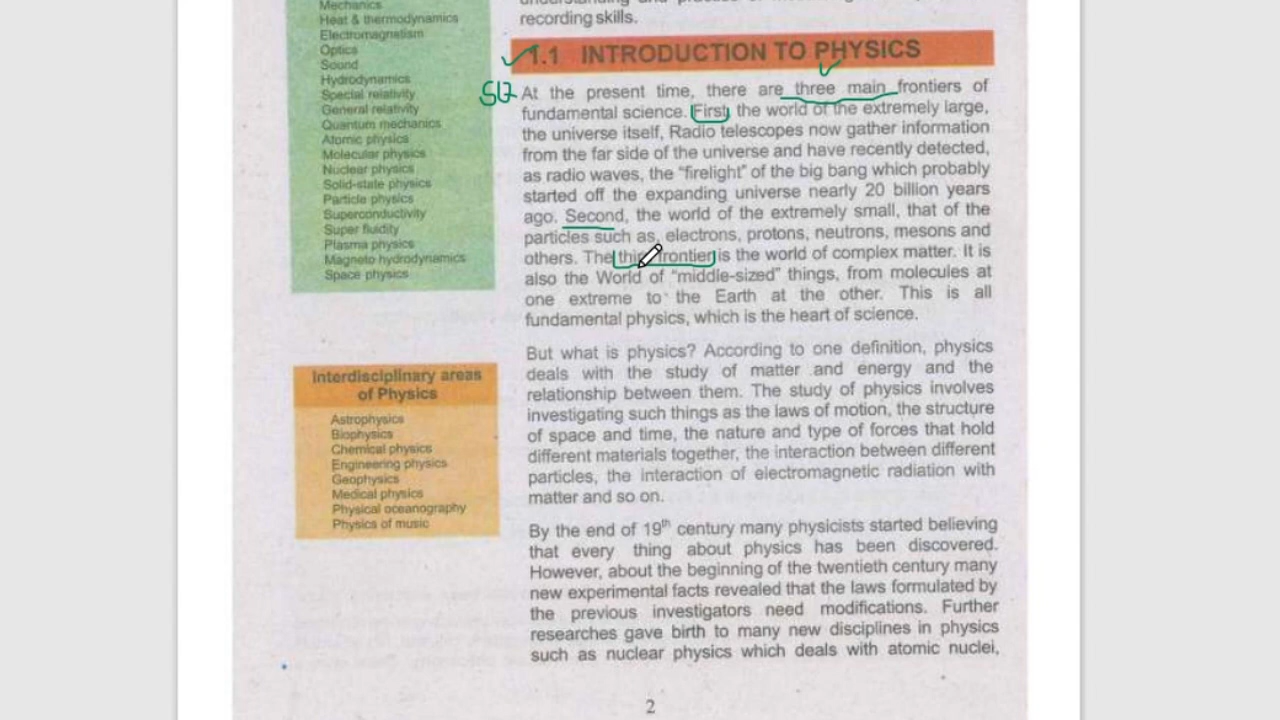 Mechanics
Heat & thermodynamics
Electromagnetism
Optics
Sound
Hydrodynamics
Special relativity
General relativity
Quantum mechanics
Atomic physics
Molecular physics
Nuclear physics
Solid-state physics
Particle physics
Superconductivity
Super fluidity
Plasma physics
Magneto hydrodynamics
Space physics
Interdisciplinary areas
of Physics
Astrophysics
Biophysics
Chemical physics
Engineering physics
Geophysics
Medical physics
Physical oceanography
Physics of music
recording skills.
1.1 INTRODUCTION TO PHYSICS
At the present time, there are three main frontiers of
fundamental science. First, the world of the extremely large,
the universe itself, Radio telescopes now gather information
from the far side of the universe and have recently detected,
as radio waves, the "firelight" of the big bang which probably
started off the expanding universe nearly 20 billion years
ago. Second, the world of the extremely small, that of the
particles such as, electrons, protons, neutrons, mesons and
others. The frontier is the world of complex matter. It is
also the World of "middle-sized" things, from molecules at
one extreme to the Earth at the other. This is all
fundamental physics, which is the heart of science.
But what is physics? According to one definition, physics
deals with the study of matter and energy and the
relationship between them. The study of physics involves
investigating such things as the laws of motion, the structure
of space and time, the nature and type of forces that hold
different materials together, the interaction between different
particles, the interaction of electromagnetic radiation with
matter and so on.
By the end of 19th century many physicists started believing
that every thing about physics has been discovered.
However, about the beginning of the twentieth century many
new experimental facts revealed that the laws formulated by
the previous investigators need modifications. Further
researches gave birth to many new disciplines in physics
such as nuclear physics which deals with atomic nuclei,
2